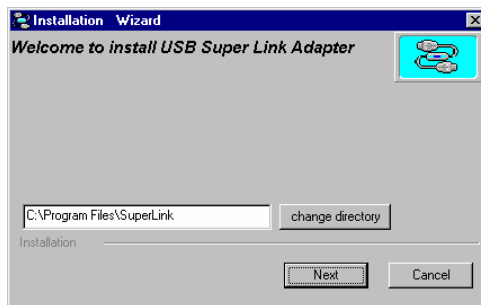 Installation Wizard
Welcome to install USB Super Link Adapter
C:\Program Files\SuperLink
change directory
Installation
Next
Cancel